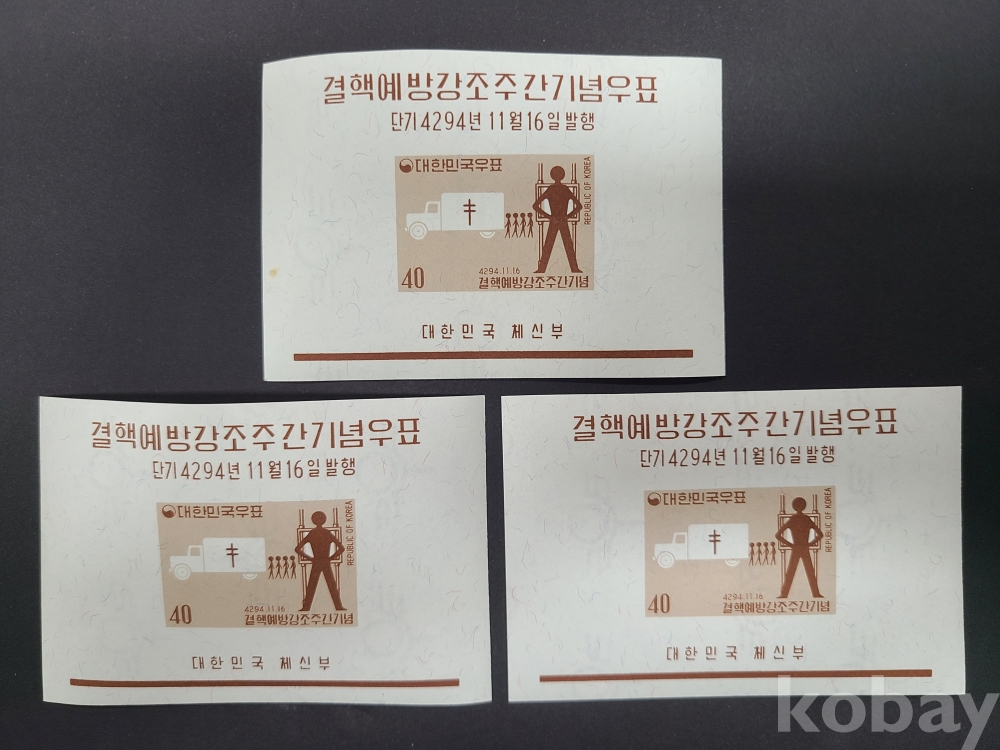 결핵예방강조주간기념우표
단기 4294년 11월 16일 발행
대한민국우표
REPUBLIC OF KOREA
4294.11.16
40
결핵예방강조주간기념
대한민국 체신부
결핵예방강조주간기념우표
단기 4294년 11월 16일 발행
대한민국우표
REPUBLIC OF KOREA
4294.11.16
40
결핵예방강조주간기념
대한민국 체신부
결핵예방강조주간기념우표
단기 4294년 11월 16일 발행
대한민국우표
REPUBLIC OF KOREA
4294.11.16
40
결핵예방강조주간기념
대한민국 체신부
kobay